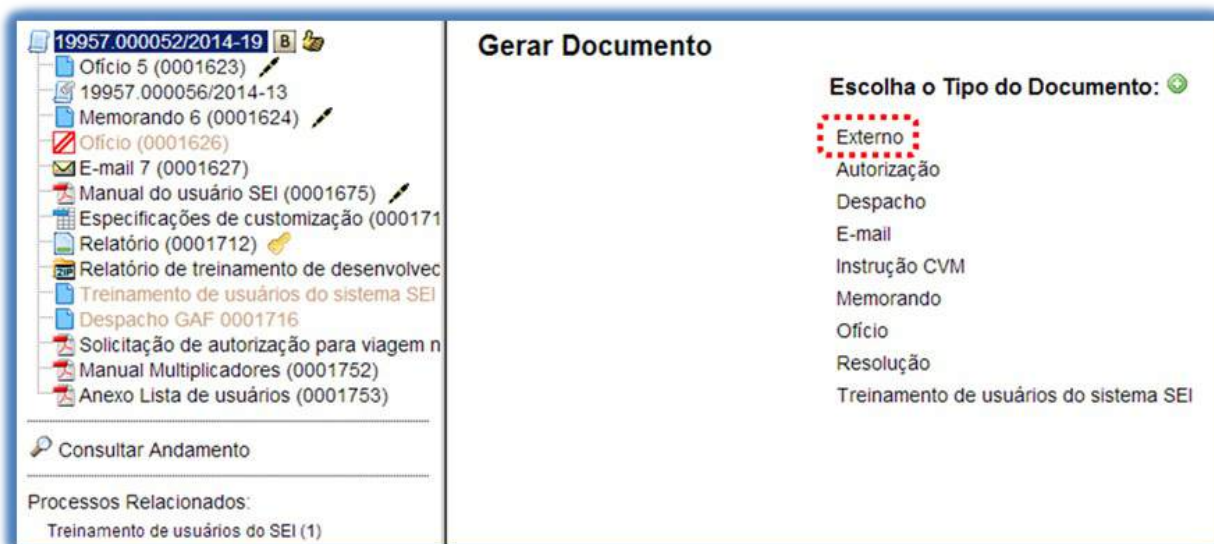 19957.000052/2014-19 B
Ofício 5 (0001623)
19957.000056/2014-13
Memorando 6 (0001624)
Ofício (0001626)
E-mail 7 (0001627)
Manual do usuário SEI (0001675)
Especificações de customização (000171
Relatório (0001712)
ZIP Relatório de treinamento de desenvolvec
Treinamento de usuários do sistema SEI
Despacho GAF 0001716
Solicitação de autorização para viagem n
Manual Multiplicadores (0001752)
Anexo Lista de usuários (0001753)
Consultar Andamento
Processos Relacionados:
Treinamento de usuários do SEI (1)
Gerar Documento
Escolha o Tipo do Documento:
Externo
Autorização
Despacho
E-mail
Instrução CVM
Memorando
Ofício
Resolução
Treinamento de usuários do sistema SEI